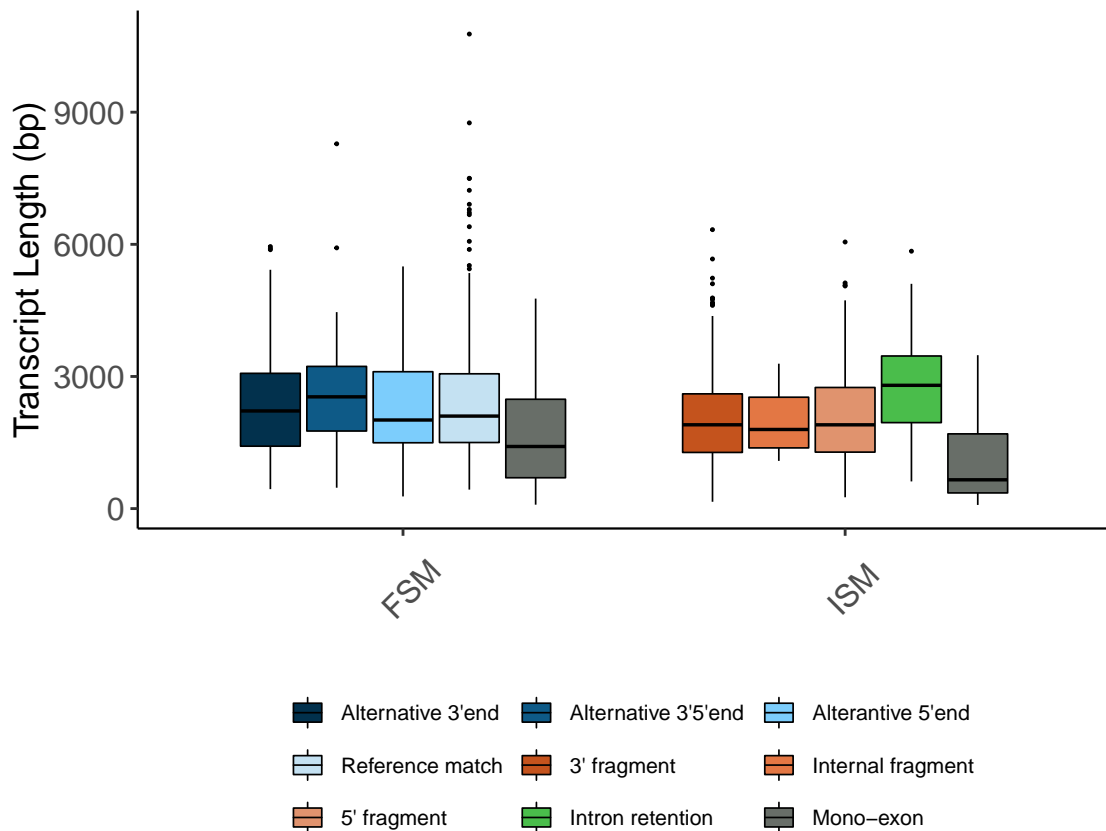 Transcript Length (bp)
9000
6000
3000
0
FSM
ISM
Alternative 3'end
Alternative 3'5'end
Alterantive 5'end
Reference match
3' fragment
Internal fragment
5' fragment
Intron retention
Mono−exon